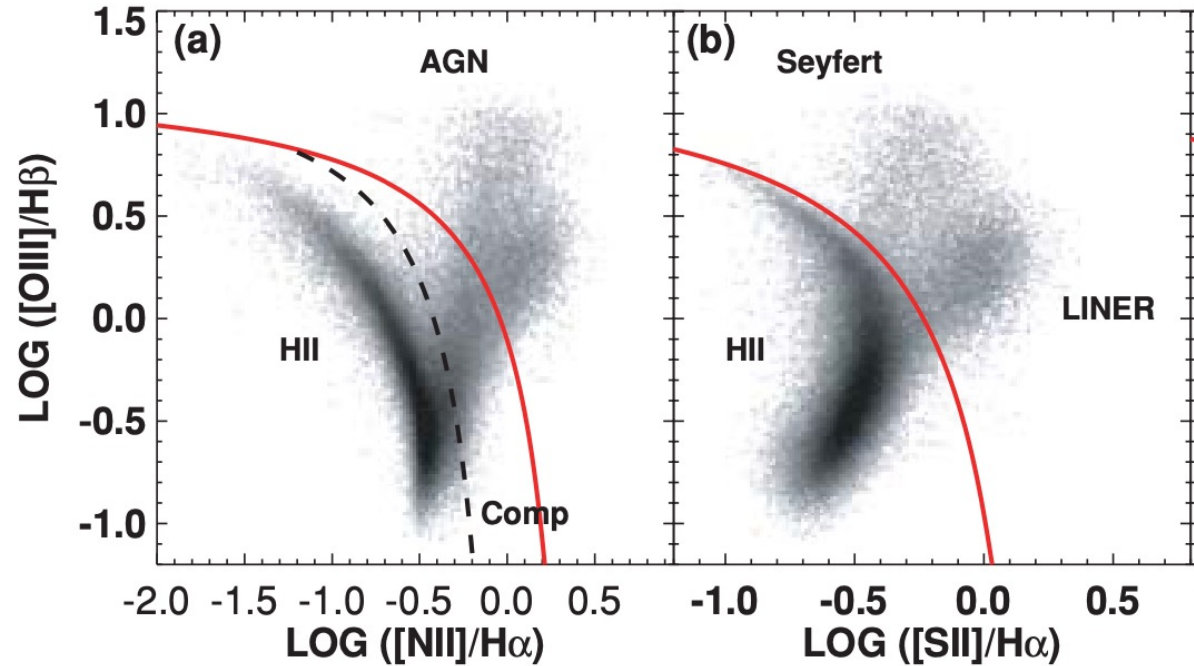 (a)
AGN
HII
Comp
1.5
1.0
0.5
0.0
-0.5
-1.0
LOG ([OIII]/Hβ)
-2.0 -1.5 -1.0 -0.5 0.0 0.5
LOG ([NII]/Hα)
(b)
Seyfert
HII
LINER
-1.0 -0.5 0.0 0.5
LOG ([SII]/Hα)